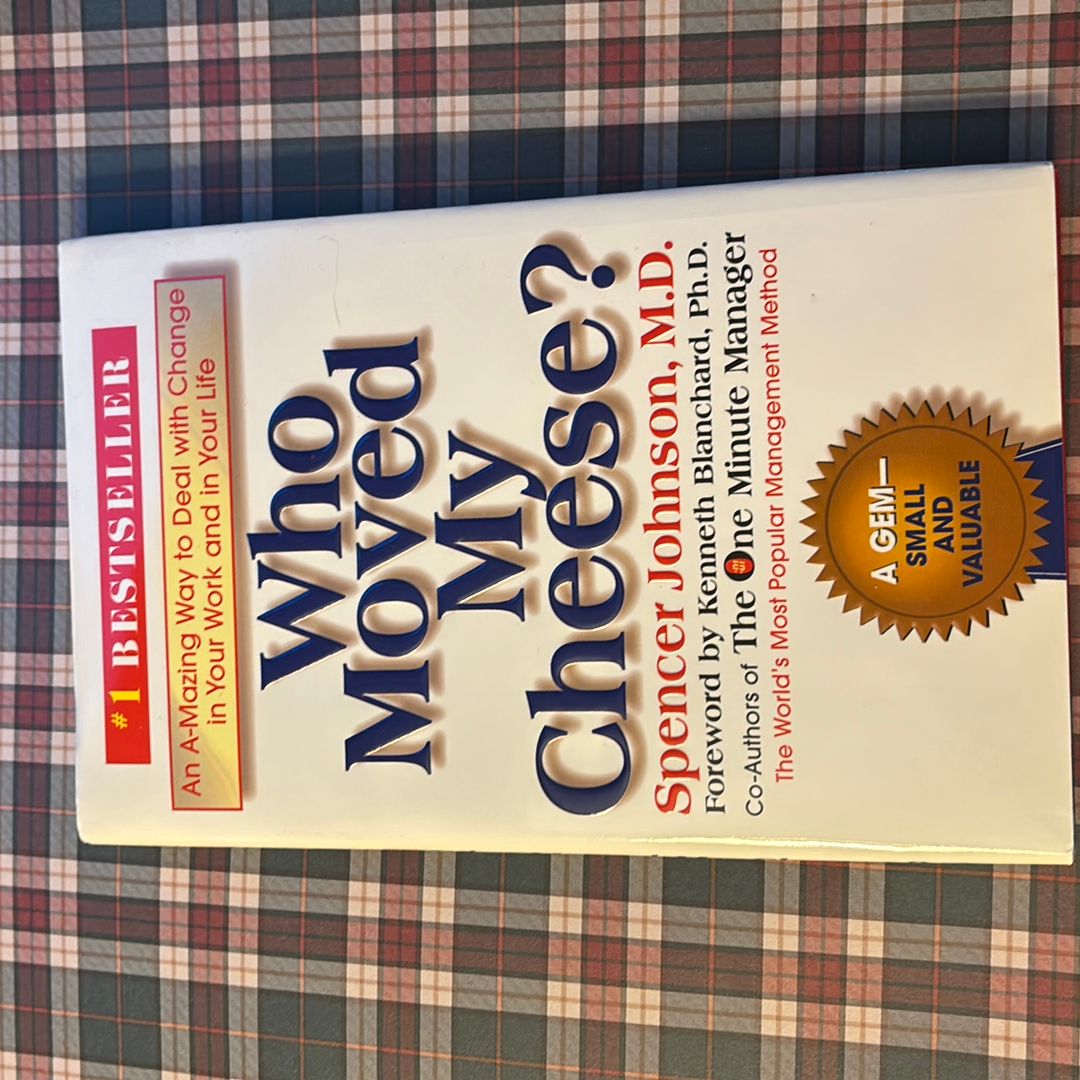 #1 BESTSELLER
An A-Mazing Way to Deal with Change
in Your Work and in Your Life
Who
Moved
My
Cheese?
Spencer Johnson, M.D.
Foreword by Kenneth Blanchard, Ph.D.
Co-Authors of The One Minute Manager
The World's Most Popular Management Method
A GEM—
SMALL
AND
VALUABLE